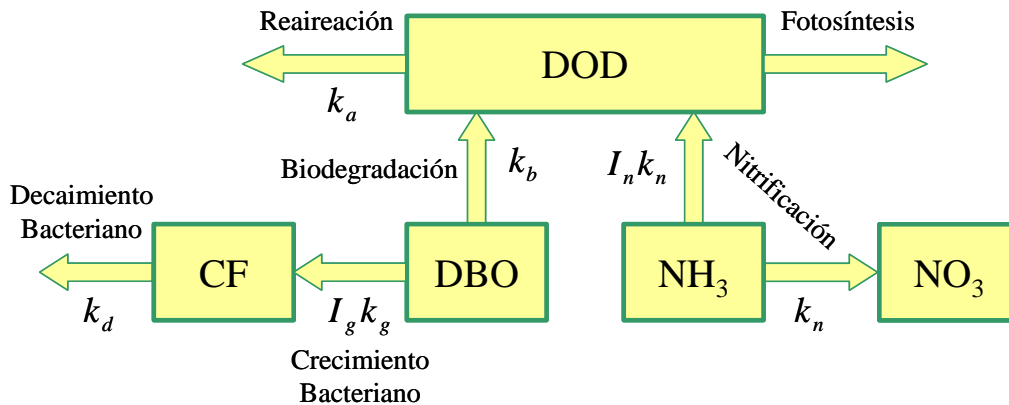 Reaireación
DOD
Fotosíntesis
k_a
Biodegradación
k_b
I_n k_n
Nitrificación
Decaimiento
Bacteriano
CF
DBO
NH₃
NO₃
k_d
I_g k_g
k_n
Crecimiento
Bacteriano